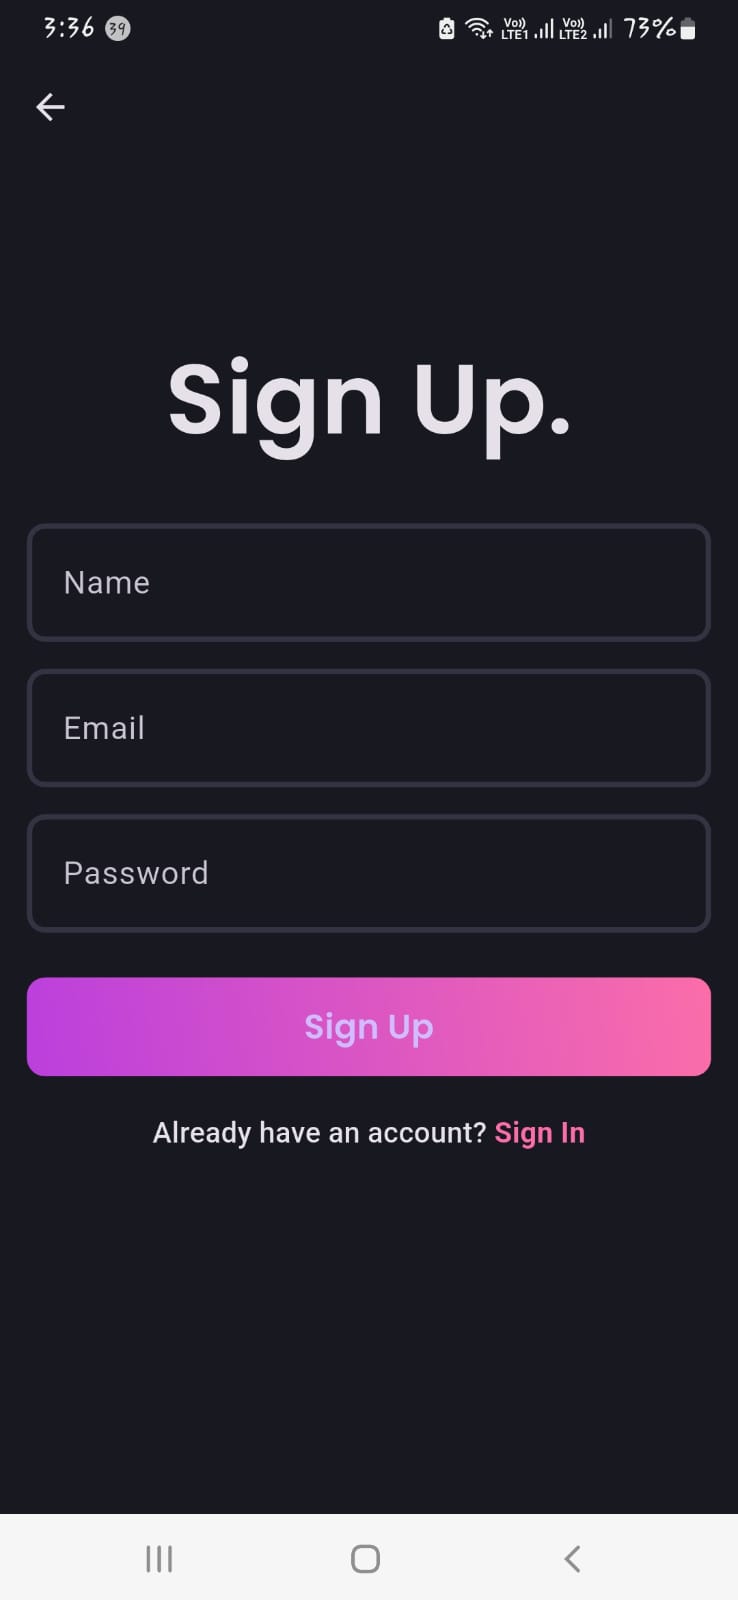 3:36 39 Vo)) LTE1 Vo)) LTE2 73%
Sign Up.
Name
Email
Password
Sign Up
Already have an account? Sign In